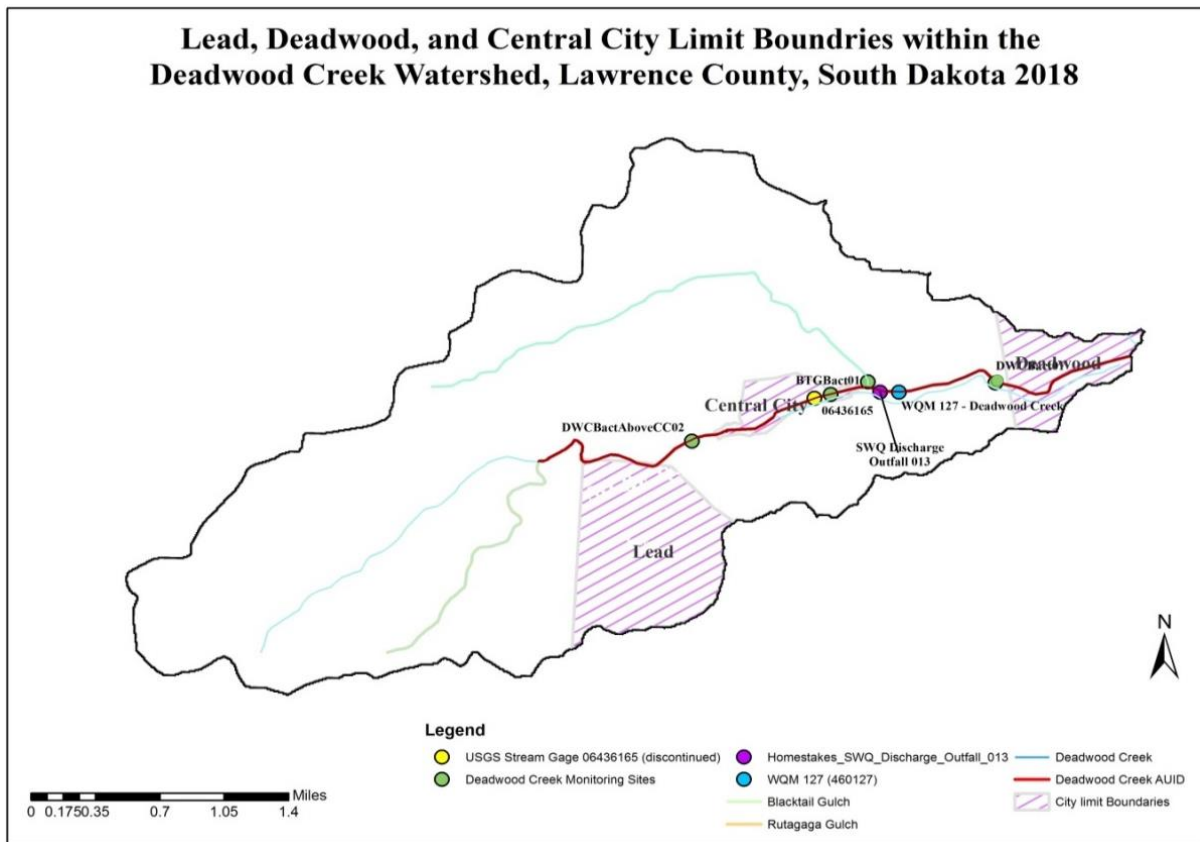 Lead, Deadwood, and Central City Limit Boundries within the
Deadwood Creek Watershed, Lawrence County, South Dakota 2018
Deadwood
BTGBact01
Central City
06436165
WQM 127 - Deadwood Creek
DWCBactAboveCC02
SWQ Discharge
Outfall 013
Lead
N
Legend
USGS Stream Gage 06436165 (discontinued)
Homestakes_SWQ_Discharge_Outfall_013
Deadwood Creek
Deadwood Creek Monitoring Sites
WQM 127 (460127)
Deadwood Creek AUID
Blacktail Gulch
City limit Boundaries
Rutagaga Gulch
Miles
0 0.1750.35 0.7 1.05 1.4